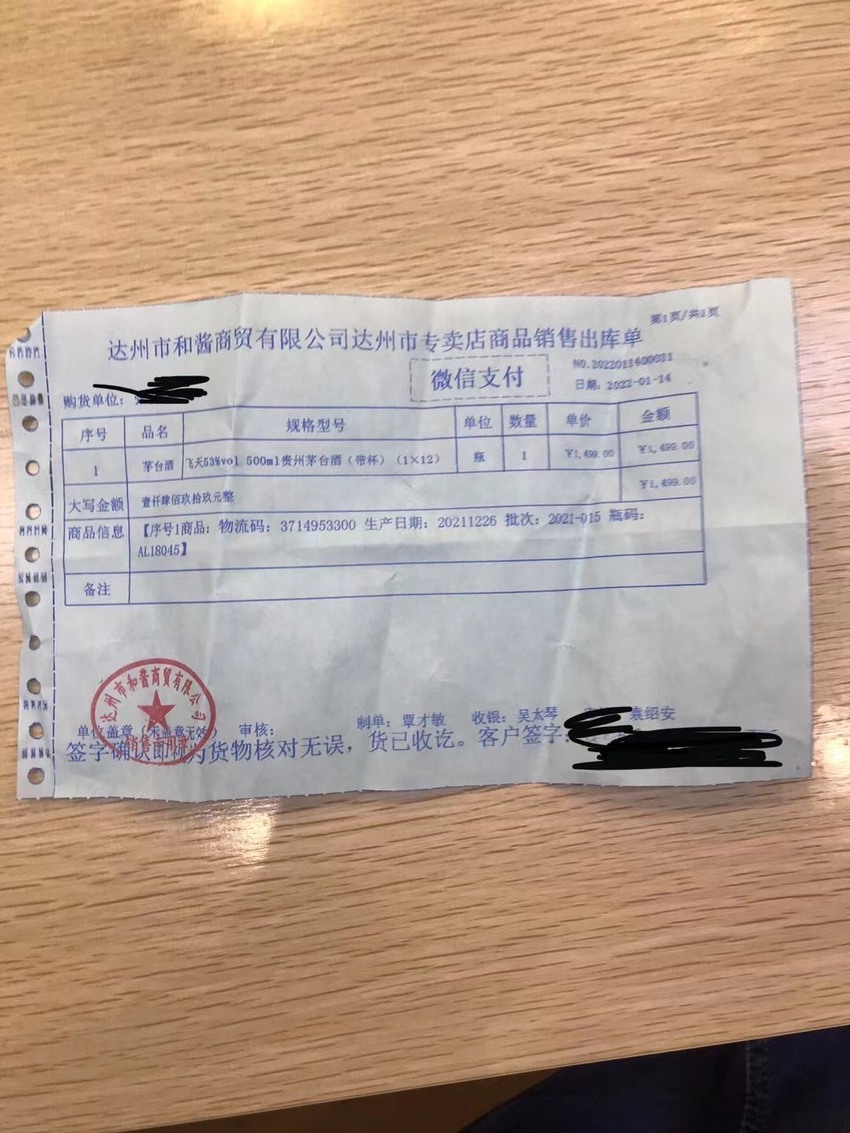 第1页/共1页
达州市和酱商贸有限公司达州市专卖店商品销售出库单
微信支付
NO.2022011400031
日期：2022-01-14
购货单位：
序号 品名 规格型号 单位 数量 单价 金额
1 茅台酒 飞天53%vol 500ml贵州茅台酒（带杯）（1×12） 瓶 1 ¥1,499.00 ¥1,499.00
大写金额 壹仟肆佰玖拾玖元整 ¥1,499.00
商品信息 【序号1商品：物流码：3714953300 生产日期：20211226 批次：2021-015 瓶码：
AL18045】
备注
达州市和酱商贸有限公司
单位盖章（未盖章无效） 审核： 制单：覃才敏 收银：吴太琴 袁绍安
签字确认即称为货物核对无误，货已收讫。客户签字：